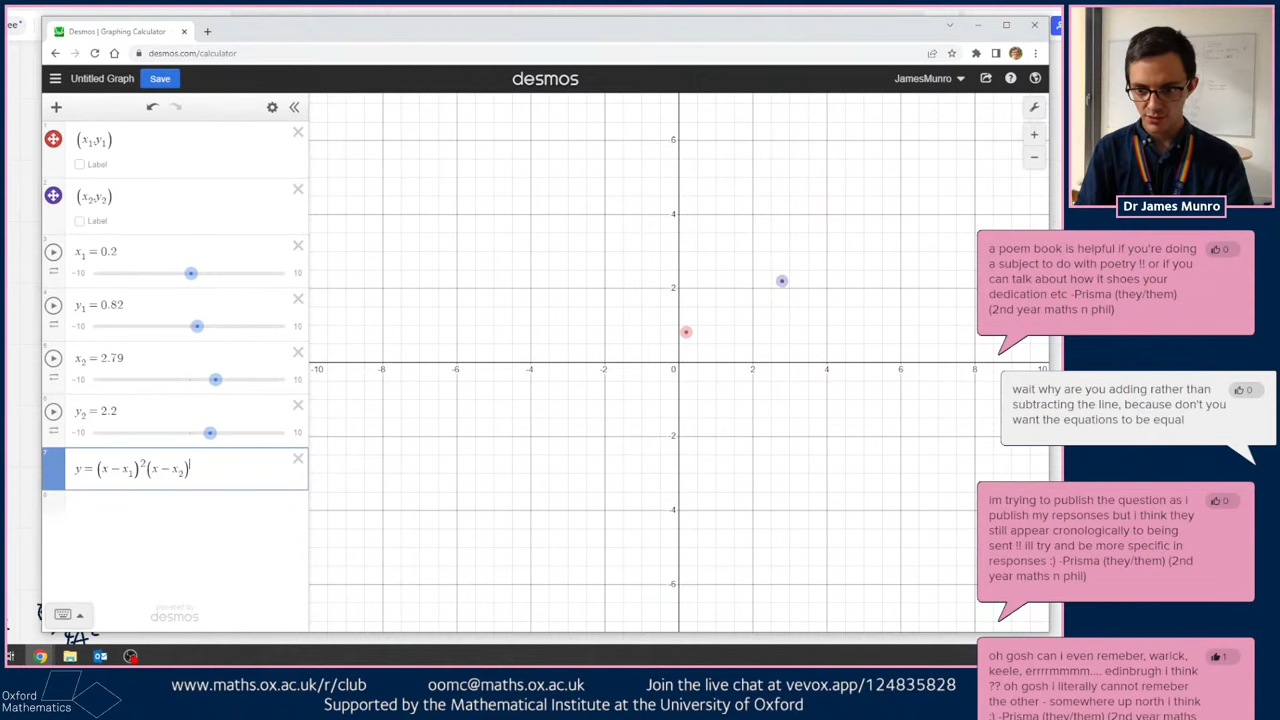 ee
Desmos | Graphing Calculator
desmos.com/calculator
Untitled Graph
Save
desmos
JamesMunro
1
(x₁,y₁)
Label
2
(x₂,y₂)
Label
3
x₁ = 0.2
-10
10
4
y₁ = 0.82
-10
10
5
x₂ = 2.79
-10
10
6
y₂ = 2.2
-10
10
7
y = (x − x₁)²(x − x₂)
8
powered by
desmos
6
4
2
-10
-8
-6
-4
-2
0
2
4
6
8
10
-2
-4
-6
Dr James Munro
a poem book is helpful if you're doing
a subject to do with poetry !! or if you
can talk about how it shoes your
dedication etc -Prisma (they/them)
(2nd year maths n phil)
0
wait why are you adding rather than
subtracting the line, because don't you
want the equations to be equal
0
im trying to publish the question as i
publish my repsonses but i think they
still appear cronologically to being
sent !! ill try and be more specific in
responses :) -Prisma (they/them) (2nd
year maths n phil)
0
oh gosh can i even remeber, warick,
keele, errrrmmmm.... edinbrugh i think
?? oh gosh i literally cannot remeber
the other - somewhere up north i think
:) -Prisma (they/them) (2nd
1
Oxford
Mathematics
www.maths.ox.ac.uk/r/club
oomc@maths.ox.ac.uk
Join the live chat at vevox.app/124835828
Supported by the Mathematical Institute at the University of Oxford